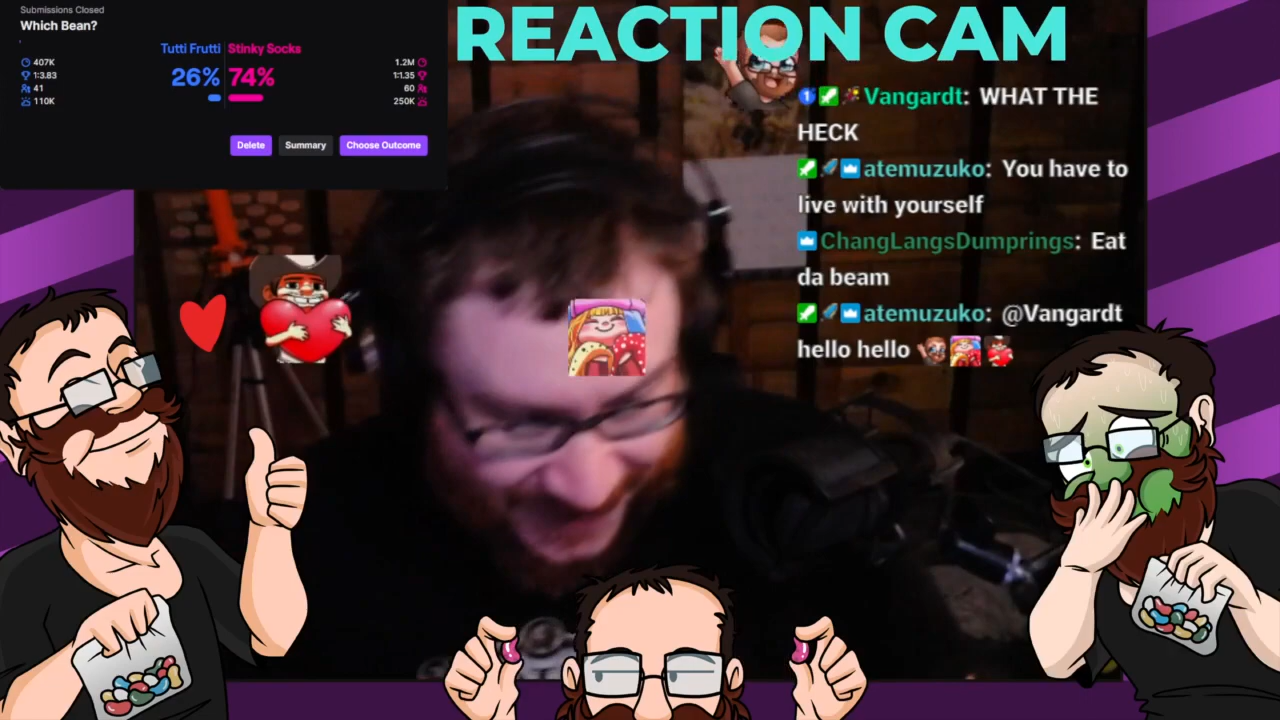 Submissions Closed
Which Bean?
Tutti Frutti Stinky Socks
407K 26% 74% 1.2M
1:3.83 1:1.35
41 60
110K 250K
Delete Summary Choose Outcome
REACTION CAM
1 Vangardt: WHAT THE
HECK
atemuzuko: You have to
live with yourself
ChangLangsDumprings: Eat
da beam
atemuzuko: @Vangardt
hello hello